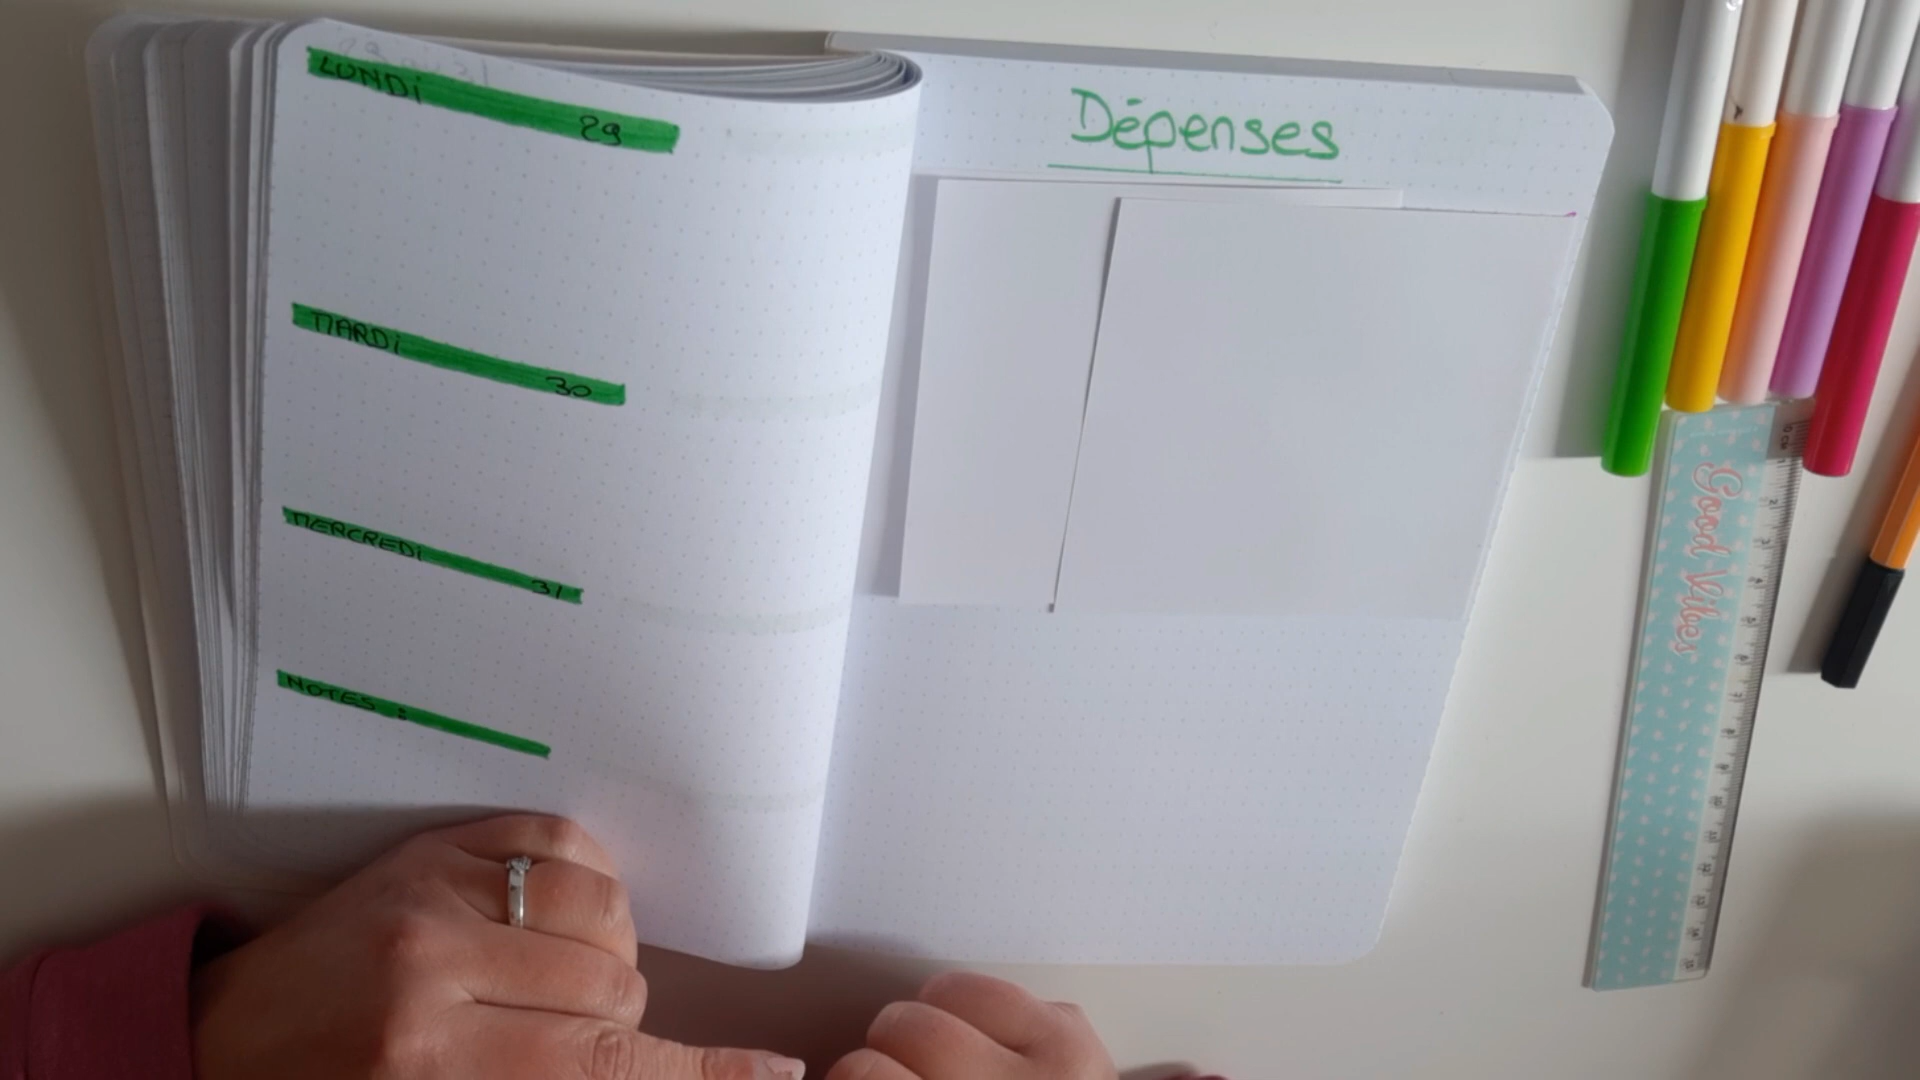 LUNDi
29
MARDi
30
MERCREDi
31
NOTES :
Dépenses
Good Vibes